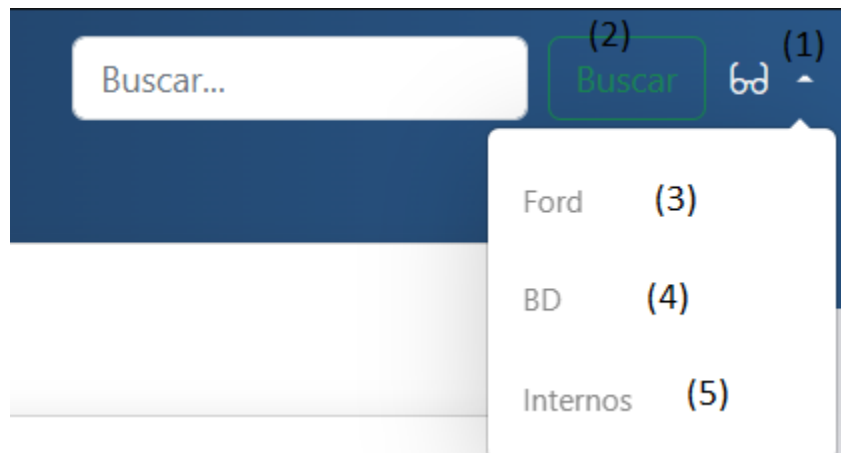 Buscar...
(2)
Buscar
(1)
Ford (3)
BD (4)
Internos (5)